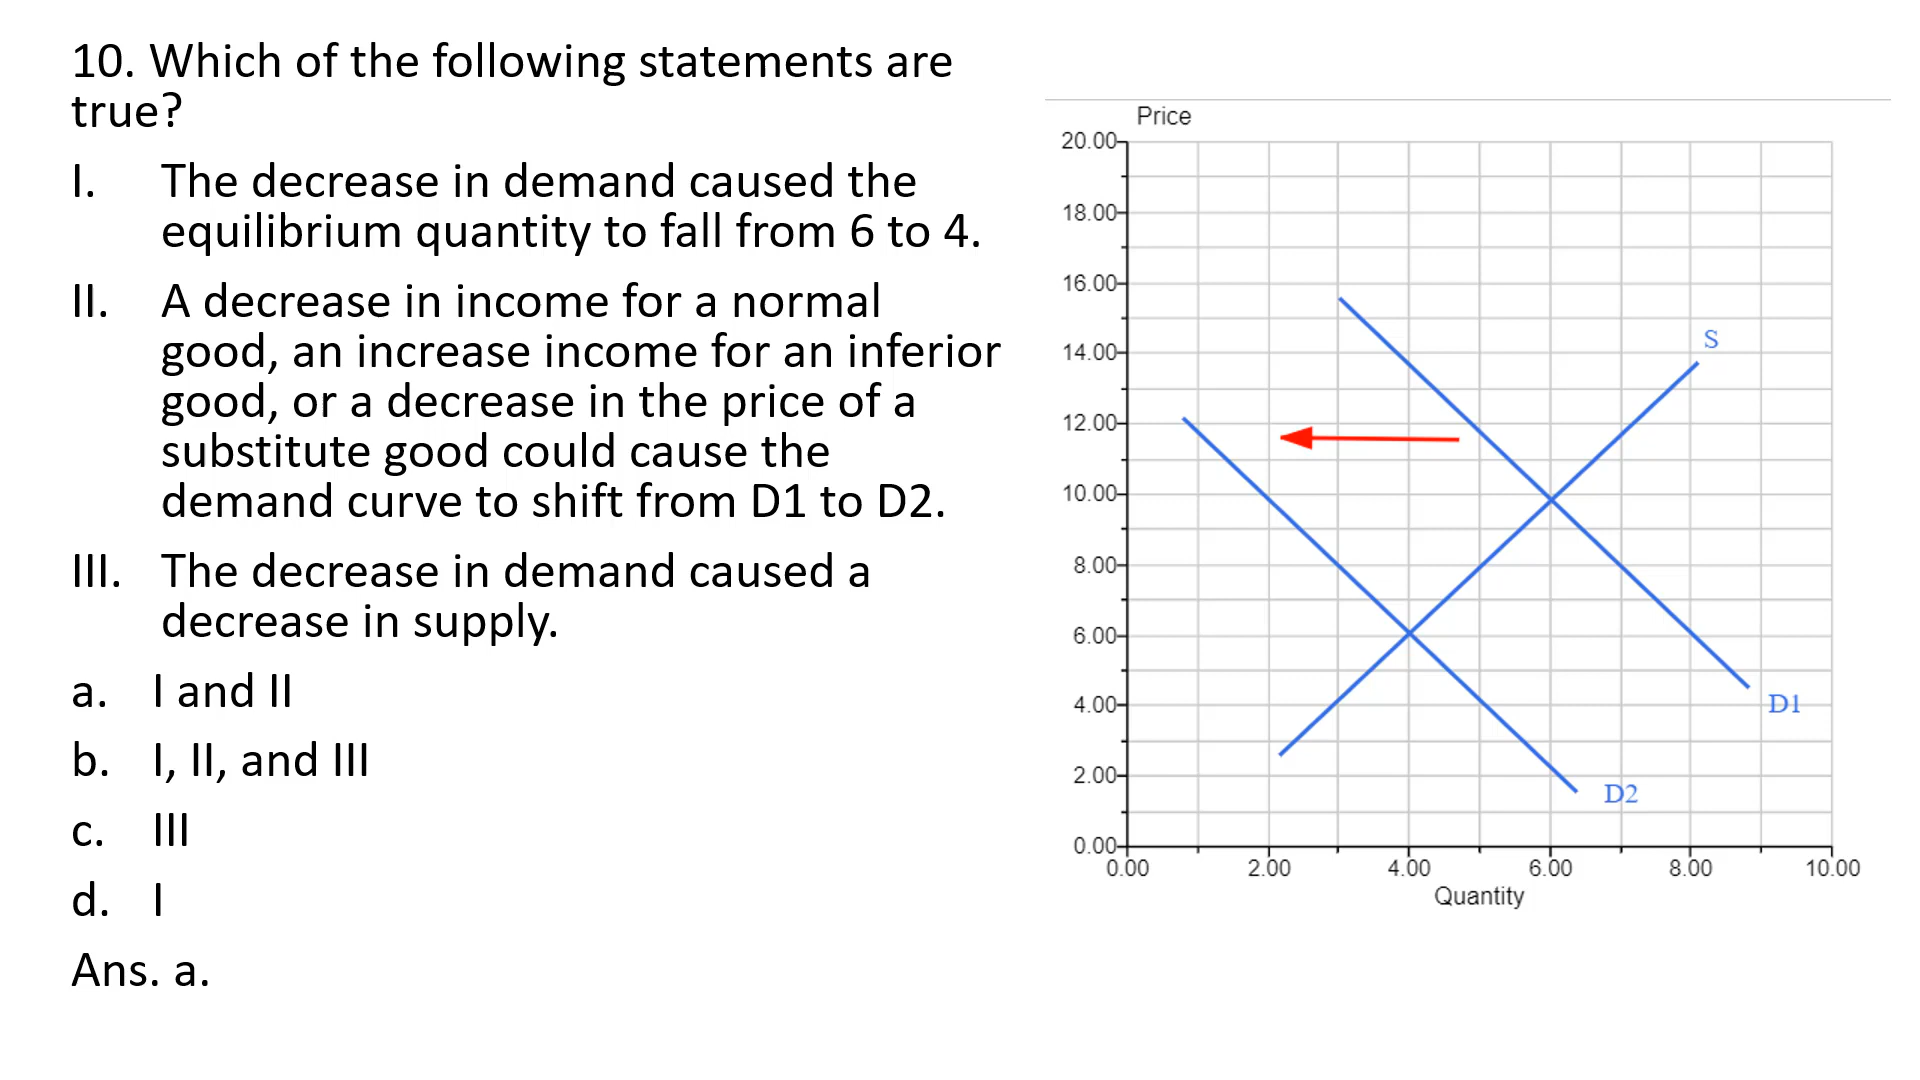 10. Which of the following statements are
true?
I. The decrease in demand caused the
equilibrium quantity to fall from 6 to 4.
II. A decrease in income for a normal
good, an increase income for an inferior
good, or a decrease in the price of a
substitute good could cause the
demand curve to shift from D1 to D2.
III. The decrease in demand caused a
decrease in supply.
a. I and II
b. I, II, and III
c. III
d. I
Ans. a.
Price
20.00
18.00
16.00
14.00
12.00
10.00
8.00
6.00
4.00
2.00
0.00
S
D1
D2
0.00 2.00 4.00 6.00 8.00 10.00
Quantity